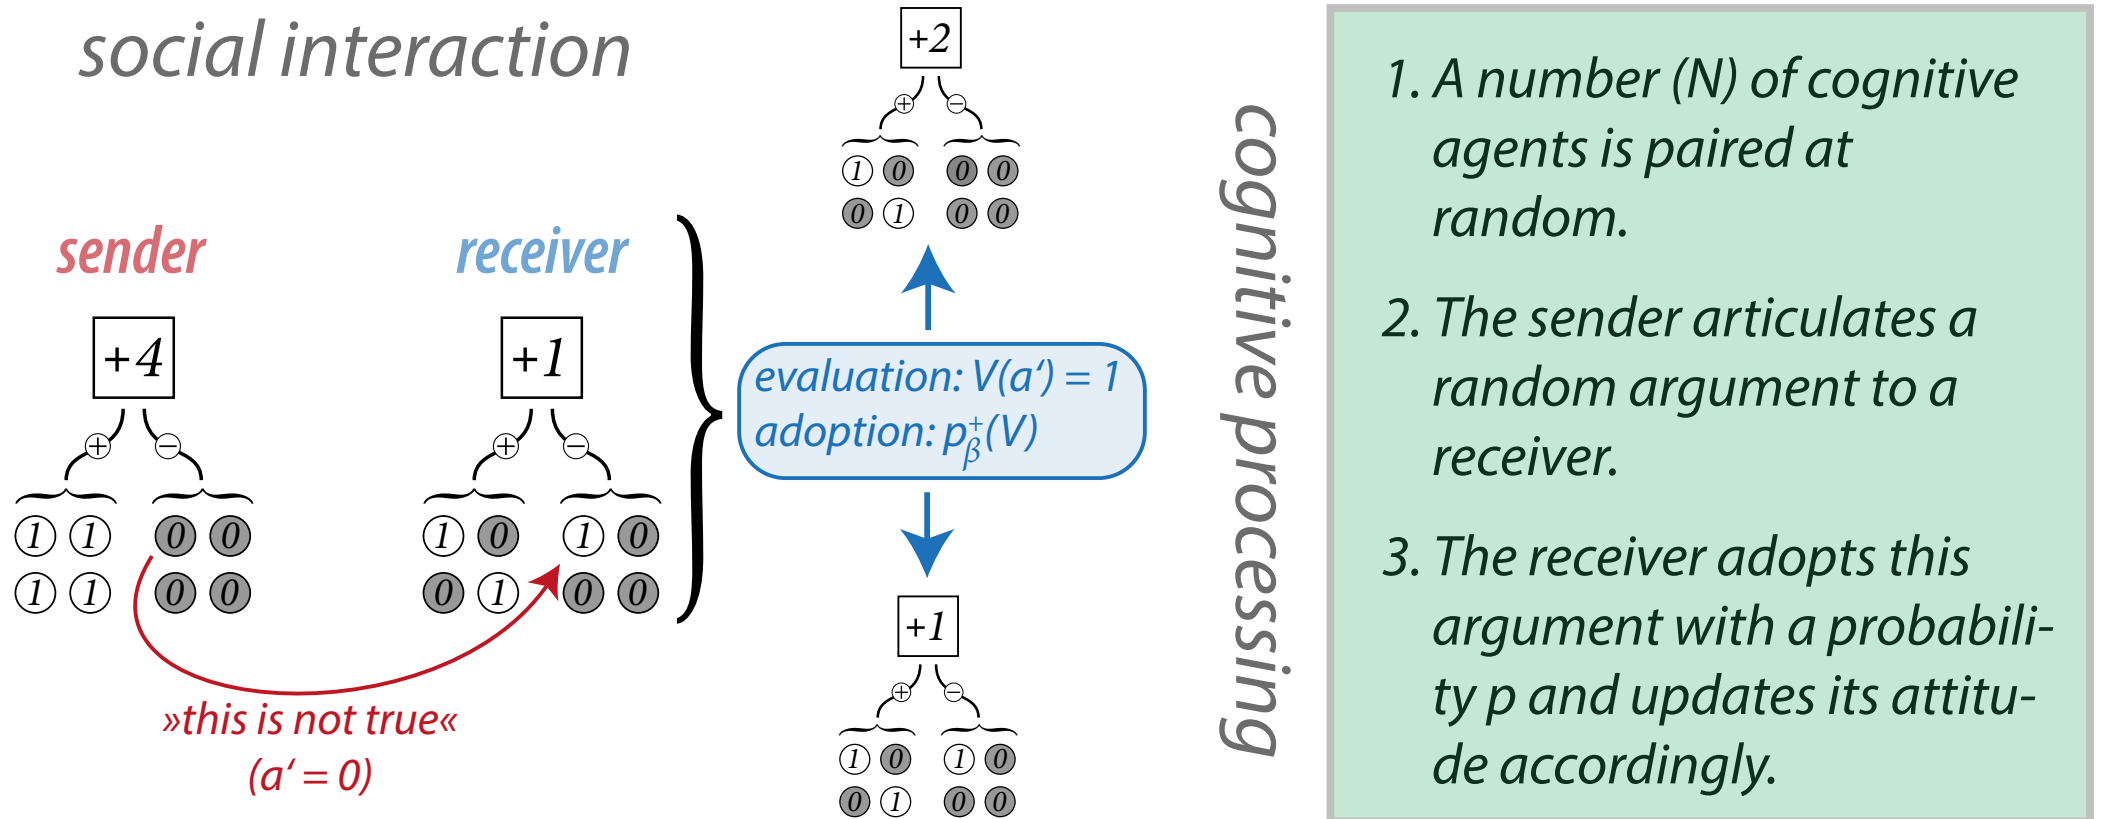 social interaction
sender
receiver
+4
+ −
1 1 0 0
1 1 0 0
+1
+ −
1 0 1 0
0 1 0 0
»this is not true«
(a‘ = 0)
+2
+ −
1 0 0 0
0 1 0 0
evaluation: V(a‘) = 1
adoption: p⁺β(V)
+1
+ −
1 0 1 0
0 1 0 0
cognitive processing
1. A number (N) of cognitive
agents is paired at
random.
2. The sender articulates a
random argument to a
receiver.
3. The receiver adopts this
argument with a probabili-
ty p and updates its attitu-
de accordingly.